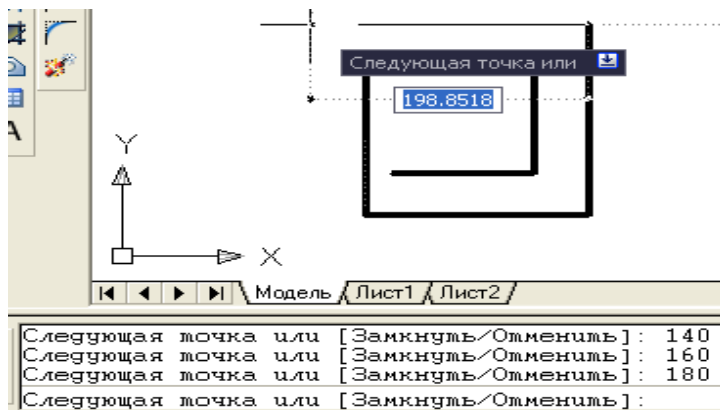 Следующая точка или
198.8518
A
Y
X
Модель Лист1 Лист2
Следующая точка или [Замкнуть/Отменить]: 140
Следующая точка или [Замкнуть/Отменить]: 160
Следующая точка или [Замкнуть/Отменить]: 180
Следующая точка или [Замкнуть/Отменить]: